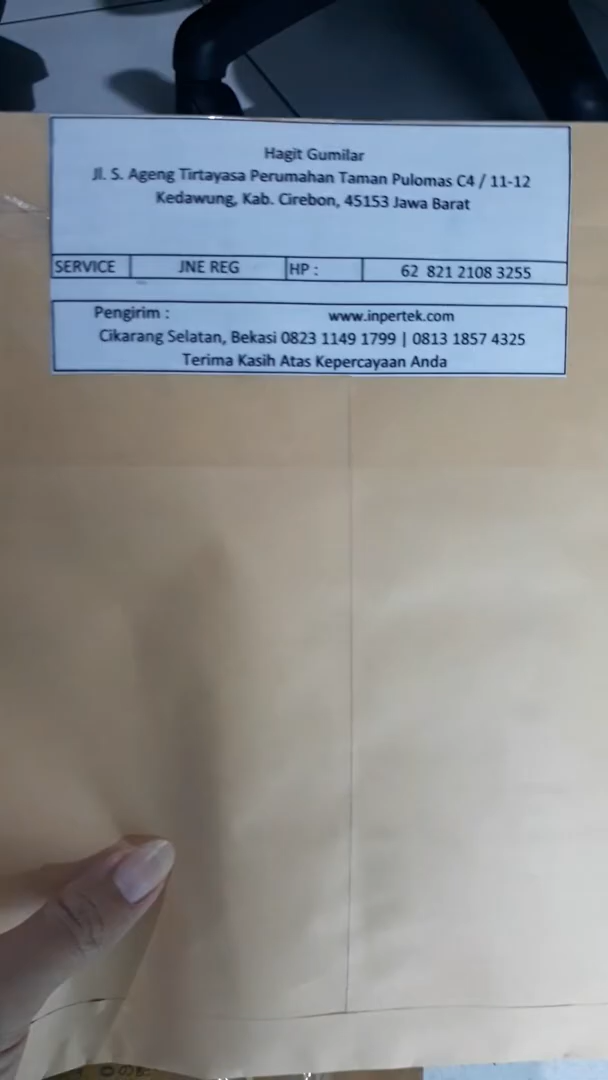 Hagit Gumilar
Jl. S. Ageng Tirtayasa Perumahan Taman Pulomas C4 / 11-12
Kedawung, Kab. Cirebon, 45153 Jawa Barat
SERVICE JNE REG HP : 62 821 2108 3255
Pengirim : www.inpertek.com
Cikarang Selatan, Bekasi 0823 1149 1799 | 0813 1857 4325
Terima Kasih Atas Kepercayaan Anda